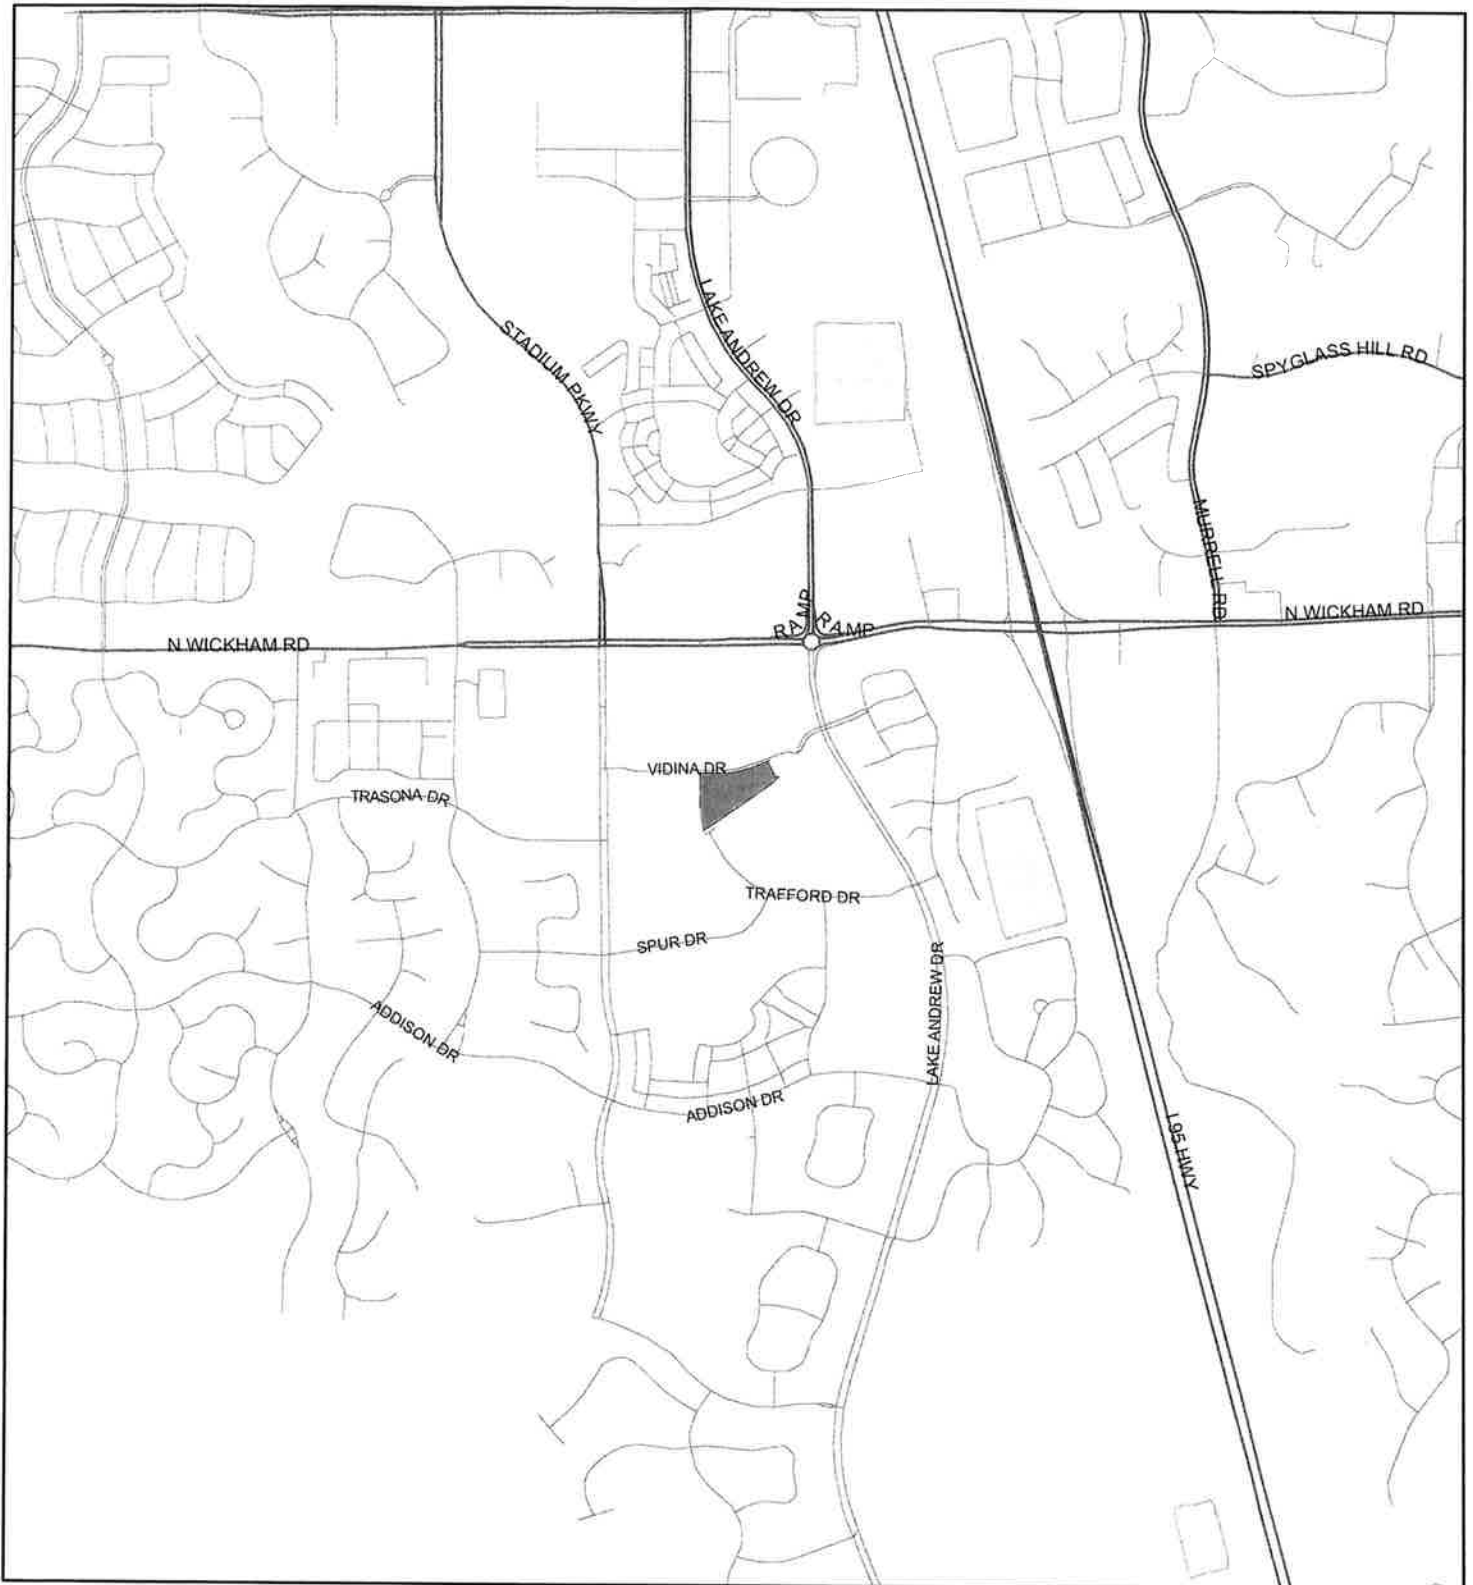 LAKE ANDREW DR
STADIUM PKWY
SPYGLASS HILL RD
MURRELL RD
RAMP
RAMP
N WICKHAM RD
N WICKHAM RD
VIDINA DR
TRASONA DR
TRAFFORD DR
SPUR DR
LAKE ANDREW DR
ADDISON DR
ADDISON DR
I 95 HWY